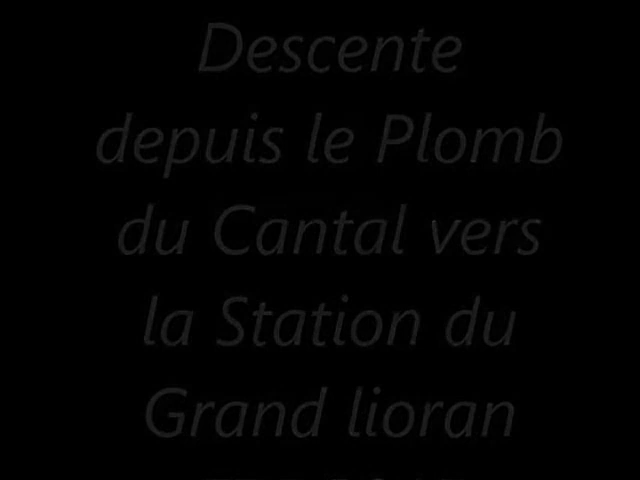 Descente
depuis le Plomb
du Cantal vers
la Station du
Grand lioran